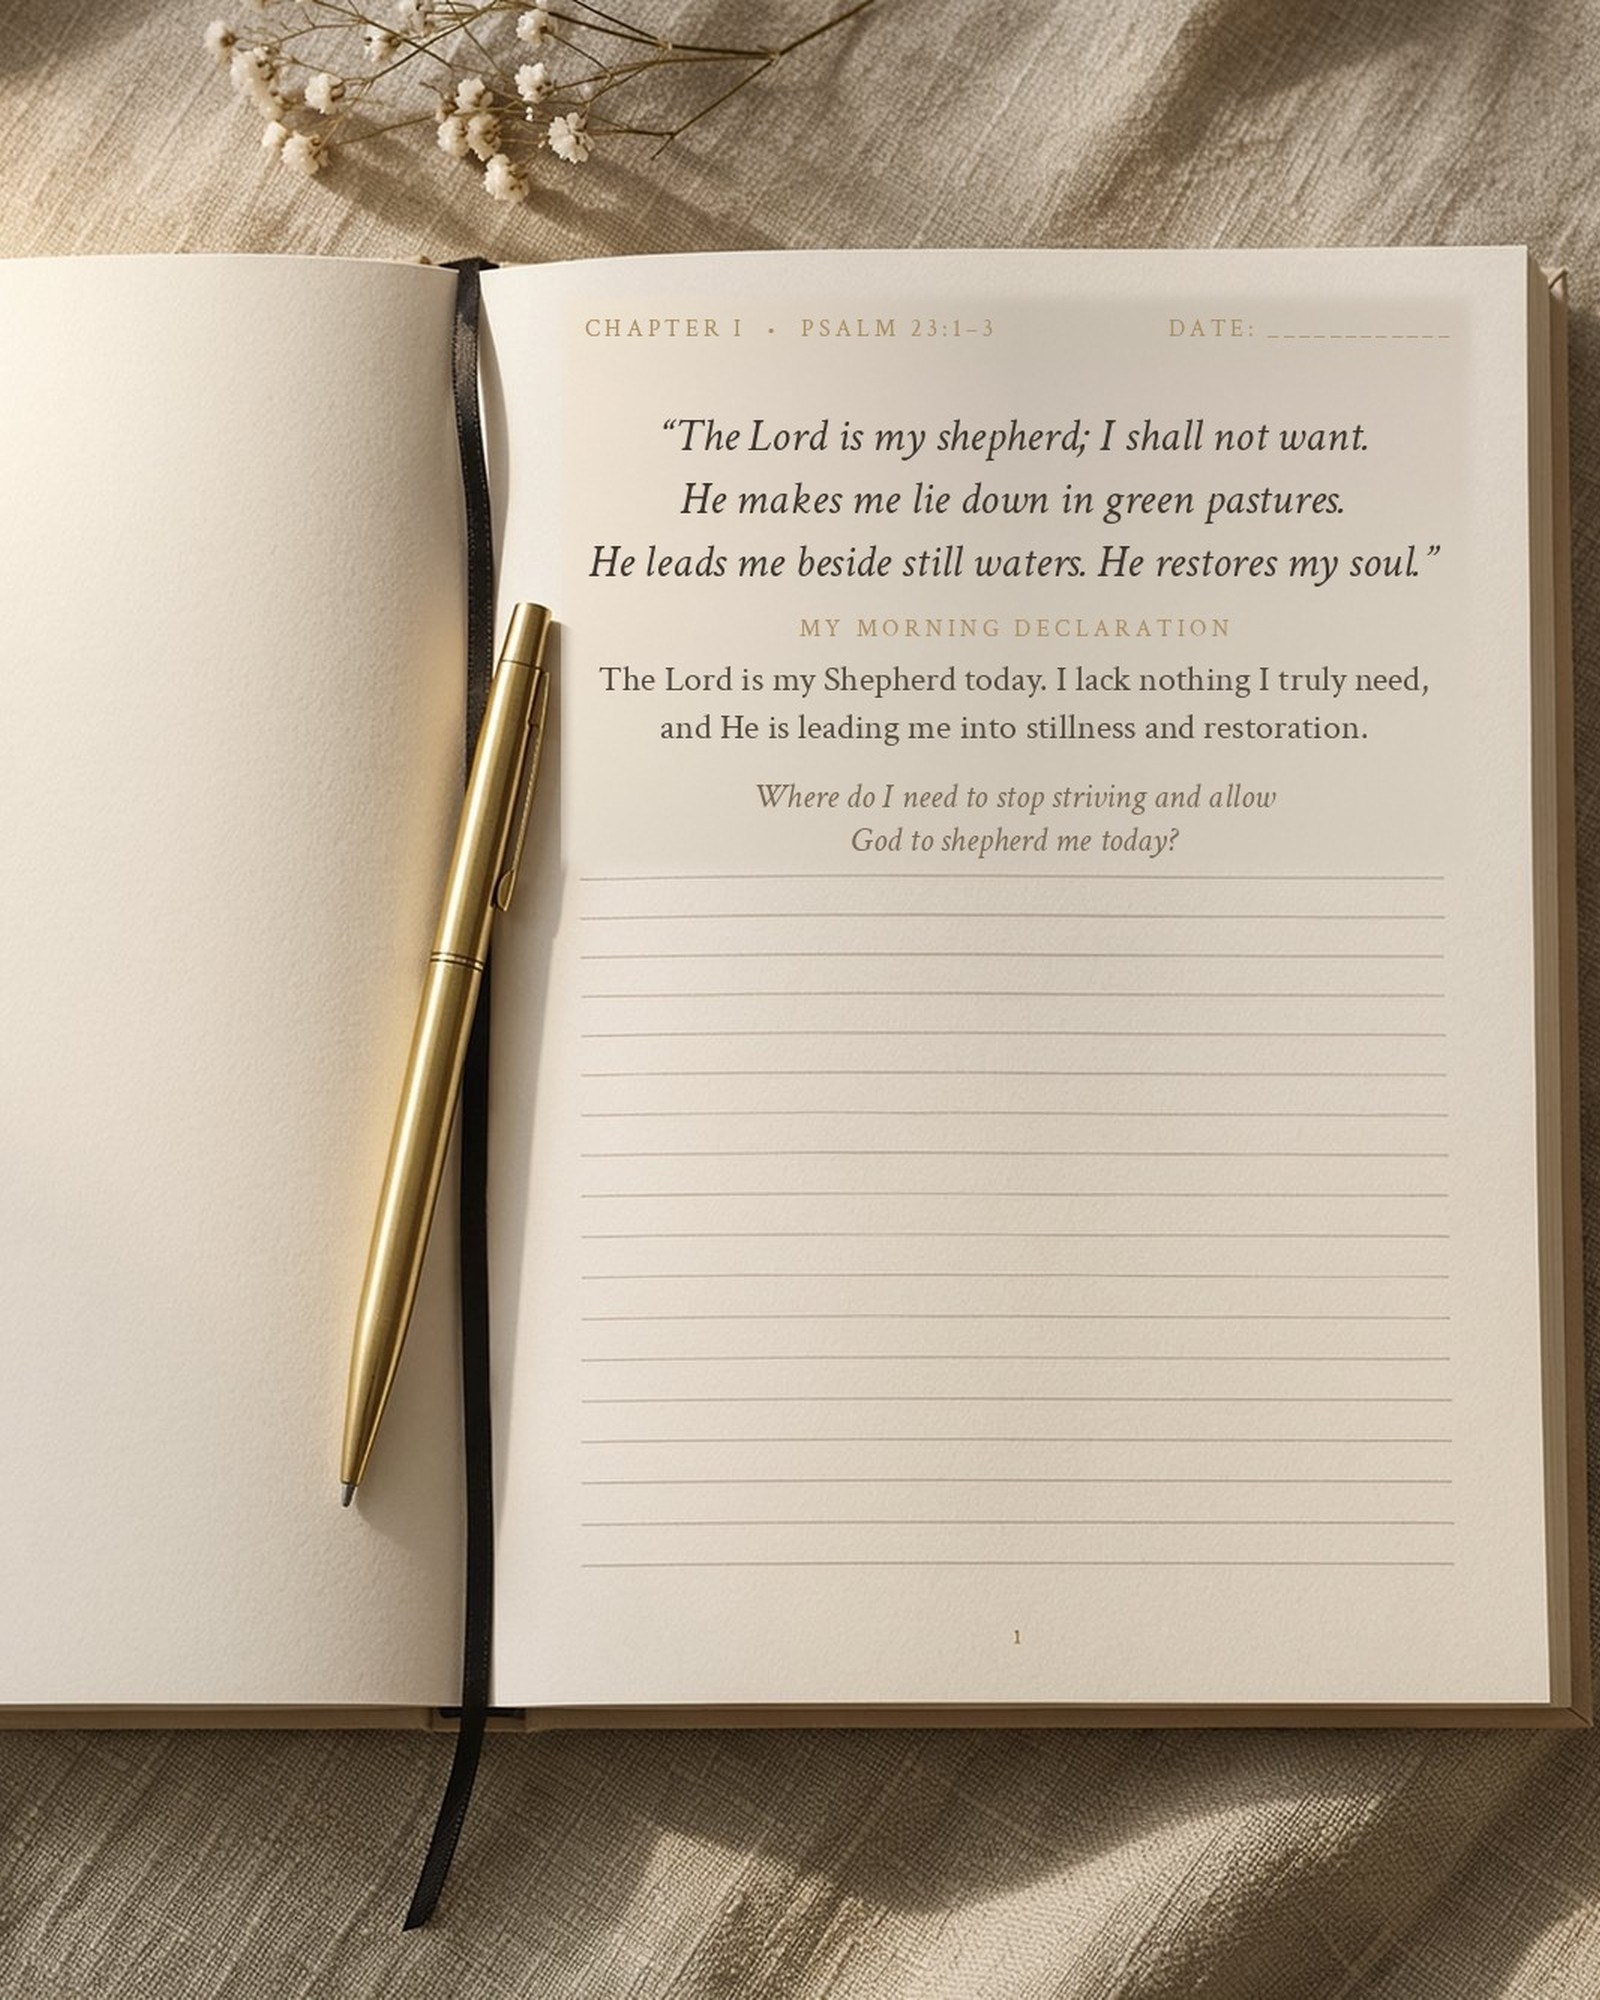 CHAPTER I • PSALM 23:1–3 DATE: ____________
“The Lord is my shepherd; I shall not want.
He makes me lie down in green pastures.
He leads me beside still waters. He restores my soul.”
MY MORNING DECLARATION
The Lord is my Shepherd today. I lack nothing I truly need,
and He is leading me into stillness and restoration.
Where do I need to stop striving and allow
God to shepherd me today?
1